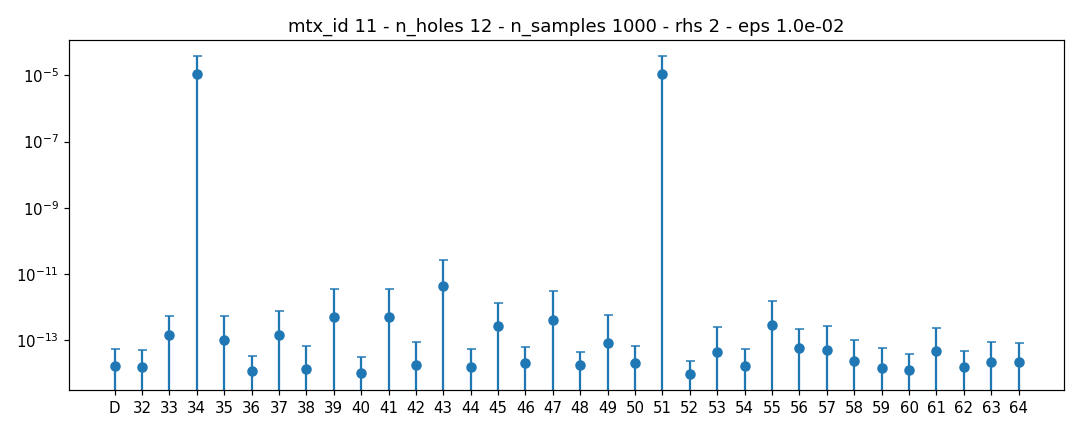 mtx_id 11 - n_holes 12 - n_samples 1000 - rhs 2 - eps 1.0e-02
10⁻⁵
10⁻⁷
10⁻⁹
10⁻¹¹
10⁻¹³
D 32 33 34 35 36 37 38 39 40 41 42 43 44 45 46 47 48 49 50 51 52 53 54 55 56 57 58 59 60 61 62 63 64